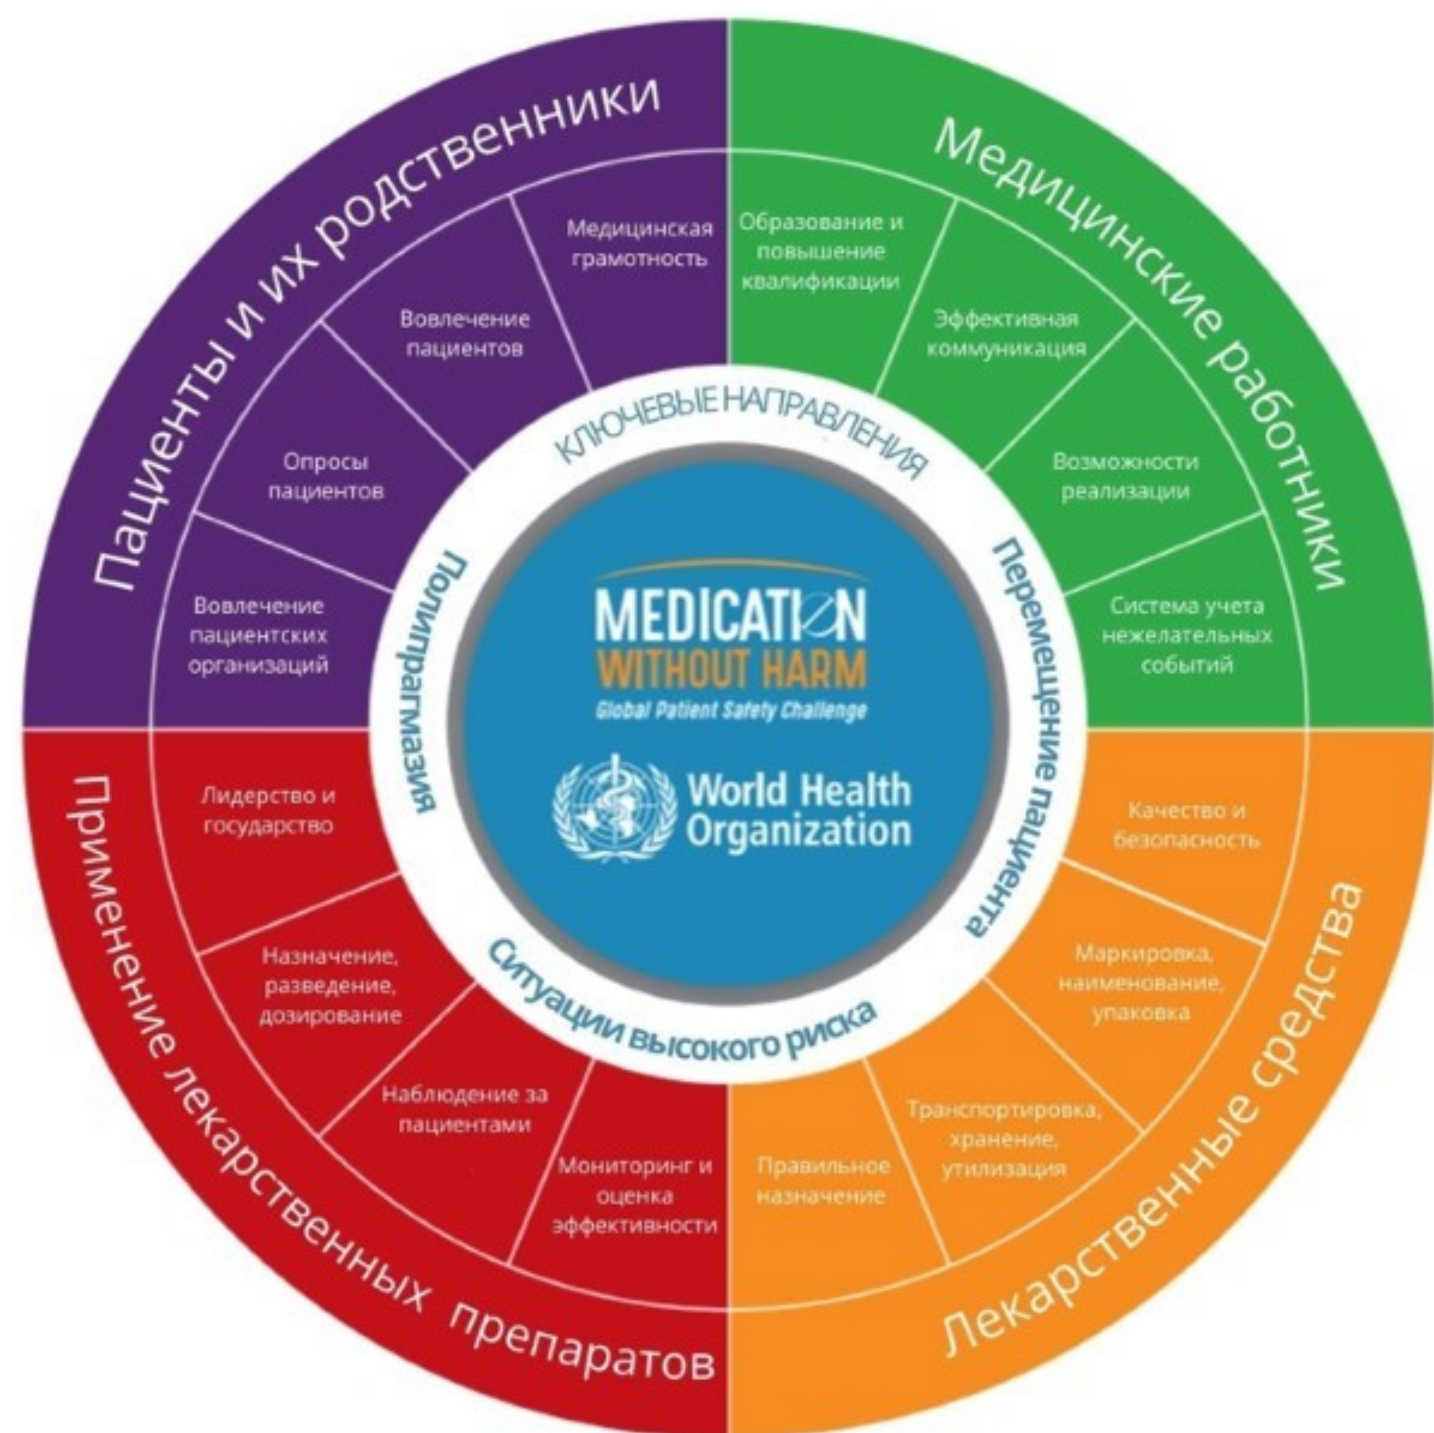 Пациенты и их родственники
Медицинская
грамотность
Вовлечение
пациентов
Опросы
пациентов
Вовлечение
пациентских
организаций
Медицинские работники
Образование и
повышение
квалификации
Эффективная
коммуникация
Возможности
реализации
Система учета
нежелательных
событий
КЛЮЧЕВЫЕ НАПРАВЛЕНИЯ
Полипрагмазия
Перемещение пациента
Ситуации высокого риска
MEDICATION
WITHOUT HARM
Global Patient Safety Challenge
World Health
Organization
Применение лекарственных препаратов
Лидерство и
государство
Назначение,
разведение,
дозирование
Наблюдение за
пациентами
Мониторинг и
оценка
эффективности
Лекарственные средства
Качество и
безопасность
Маркировка,
наименование,
упаковка
Транспортировка,
хранение,
утилизация
Правильное
назначение